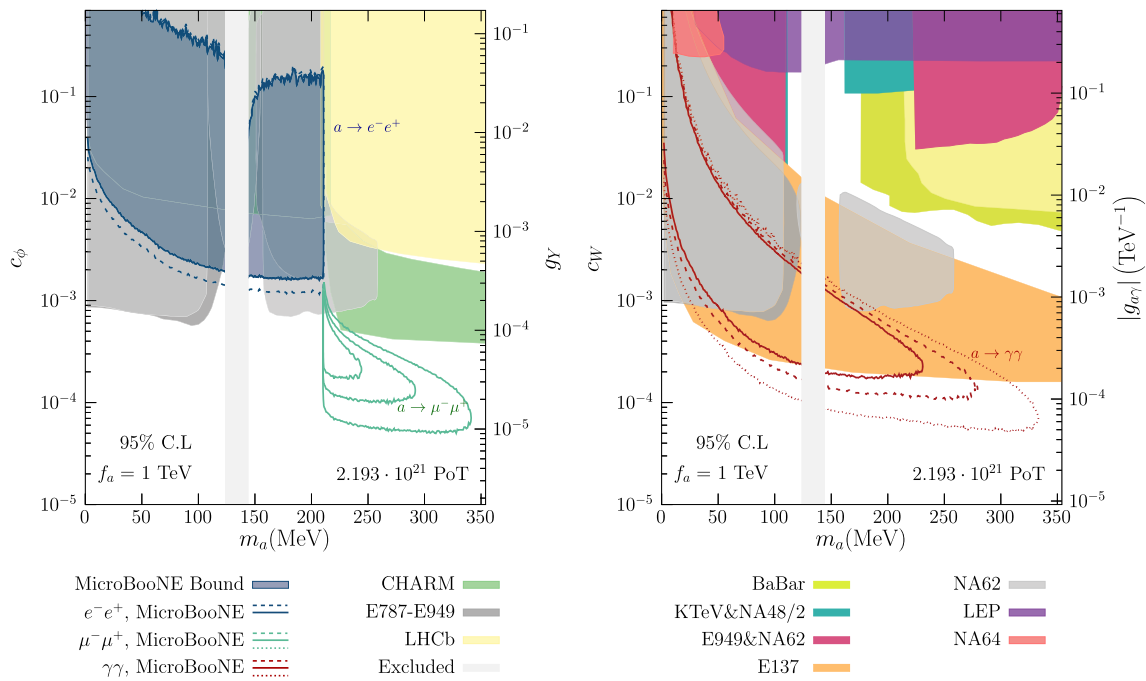 10⁻¹
10⁻²
10⁻³
10⁻⁴
10⁻⁵
c_ϕ
a → e⁻e⁺
a → μ⁻μ⁺
95% C.L
f_a = 1 TeV
2.193 · 10²¹ PoT
0 50 100 150 200 250 300 350
m_a(MeV)
10⁻¹
10⁻²
10⁻³
10⁻⁴
10⁻⁵
g_Y
10⁻¹
10⁻²
10⁻³
10⁻⁴
10⁻⁵
c_W
a → γγ
95% C.L
f_a = 1 TeV
2.193 · 10²¹ PoT
0 50 100 150 200 250 300 350
m_a(MeV)
10⁻¹
10⁻²
10⁻³
10⁻⁴
10⁻⁵
|g_{aγ}| (TeV⁻¹)
MicroBooNE Bound
e⁻e⁺, MicroBooNE
μ⁻μ⁺, MicroBooNE
γγ, MicroBooNE
CHARM
E787-E949
LHCb
Excluded
BaBar
KTeV&NA48/2
E949&NA62
E137
NA62
LEP
NA64